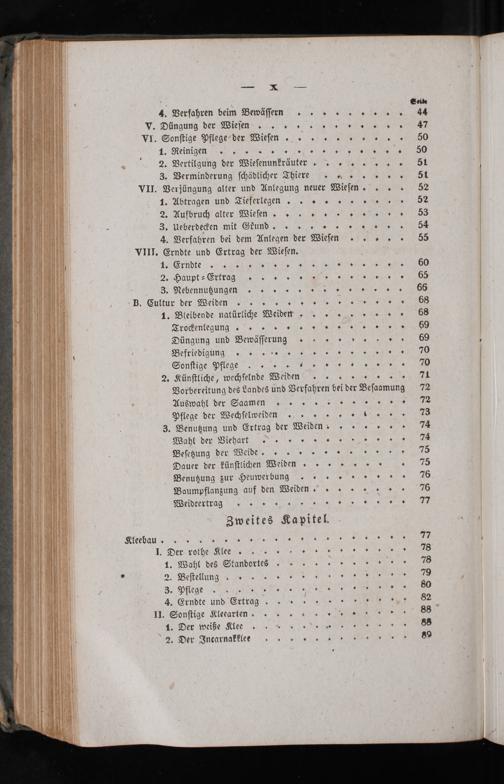 — X —
Seite
4. Verfahren beim Bewässern . . . . . . . . . 44
V. Düngung der Wiesen . . . . . . . . . . . 47
VI. Sonstige Pflege der Wiesen . . . . . . . . . 50
1. Reinigen . . . . . . . . . . . . . 50
2. Vertilgung der Wiesenunkräuter . . . . . . . 51
3. Verminderung schädlicher Thiere . . . . . . . 51
VII. Verjüngung alter und Anlegung neuer Wiesen . . . . 52
1. Abtragen und Tieferlegen . . . . . . . . . 52
2. Aufbruch alter Wiesen . . . . . . . . . . 53
3. Ueberdecken mit Grund . . . . . . . . . . 54
4. Verfahren bei dem Anlegen der Wiesen . . . . . 55
VIII. Erndte und Ertrag der Wiesen.
1. Erndte . . . . . . . . . . . . . 60
2. Haupt-Ertrag . . . . . . . . . . . . 65
3. Nebennutzungen . . . . . . . . . . . 66
B. Cultur der Weiden . . . . . . . . . . . . 68
1. Bleibende natürliche Weiden . . . . . . . . 68
Trockenlegung . . . . . . . . . . . . 69
Düngung und Bewässerung . . . . . . . . 69
Befriedigung . . . . . . . . . . . . 70
Sonstige Pflege . . . . . . . . . . . 70
2. Künstliche, wechselnde Weiden . . . . . . . 71
Vorbereitung des Landes und Verfahren bei der Besaamung 72
Auswahl der Saamen . . . . . . . . . 72
Pflege der Wechselweiden . . . . . . . . 73
3. Benutzung und Ertrag der Weiden . . . . . . 74
Wahl der Viehart . . . . . . . . . . 74
Besetzung der Weide . . . . . . . . . . 75
Dauer der künstlichen Weiden . . . . . . . 75
Benutzung zur Heuwerbung . . . . . . . . 76
Baumpflanzung auf den Weiden . . . . . . . 76
Weideertrag . . . . . . . . . . . . 77
Zweites Kapitel.
Kleebau . . . . . . . . . . . . . . . . 77
I. Der rothe Klee . . . . . . . . . . . . 78
1. Wahl des Standortes . . . . . . . . . . 78
2. Bestellung . . . . . . . . . . . . . 79
3. Pflege . . . . . . . . . . . . . . 80
4. Erndte und Ertrag . . . . . . . . . . . 82
II. Sonstige Kleearten . . . . . . . . . . . . 88
1. Der weiße Klee . . . . . . . . . . . . 88
2. Der Incarnatklee . . . . . . . . . . . 89